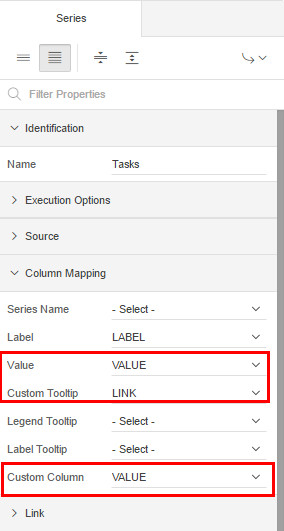 Series
Filter Properties
Identification
Name Tasks
Execution Options
Source
Column Mapping
Series Name - Select -
Label LABEL
Value VALUE
Custom Tooltip LINK
Legend Tooltip - Select -
Label Tooltip - Select -
Custom Column VALUE
Link